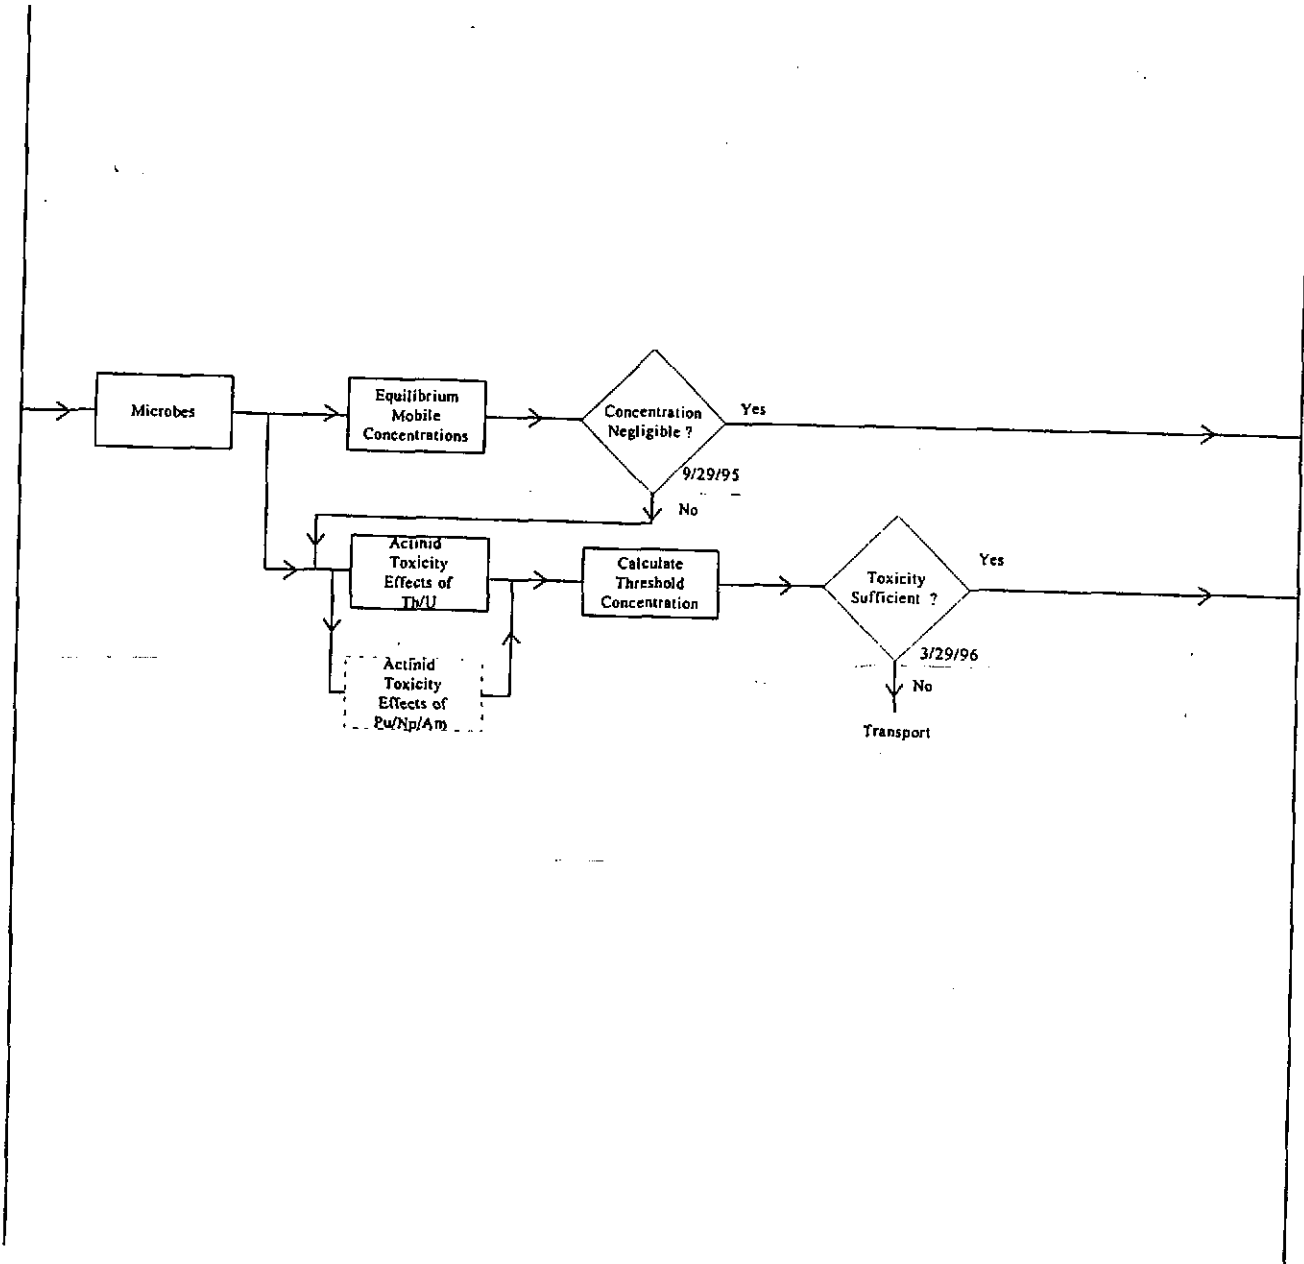 Microbes
Equilibrium
Mobile
Concentrations
Concentration
Negligible ?
Yes
9/29/95
No
Actinid
Toxicity
Effects of
Th/U
Calculate
Threshold
Concentration
Toxicity
Sufficient ?
Yes
3/29/96
No
Transport
Actinid
Toxicity
Effects of
Pu/Np/Am